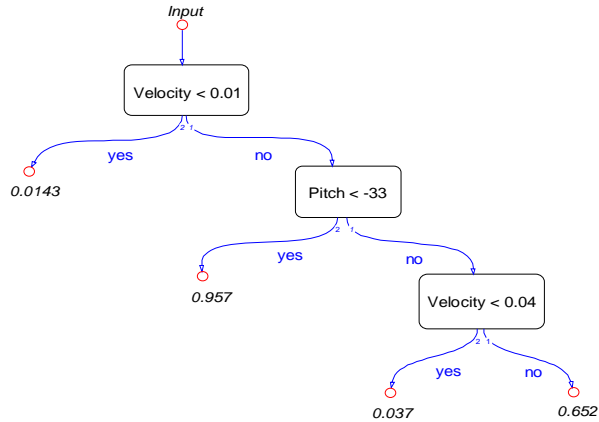 Input
Velocity < 0.01
2 1
yes
no
0.0143
Pitch < -33
2 1
yes
no
0.957
Velocity < 0.04
2 1
yes
no
0.037
0.652